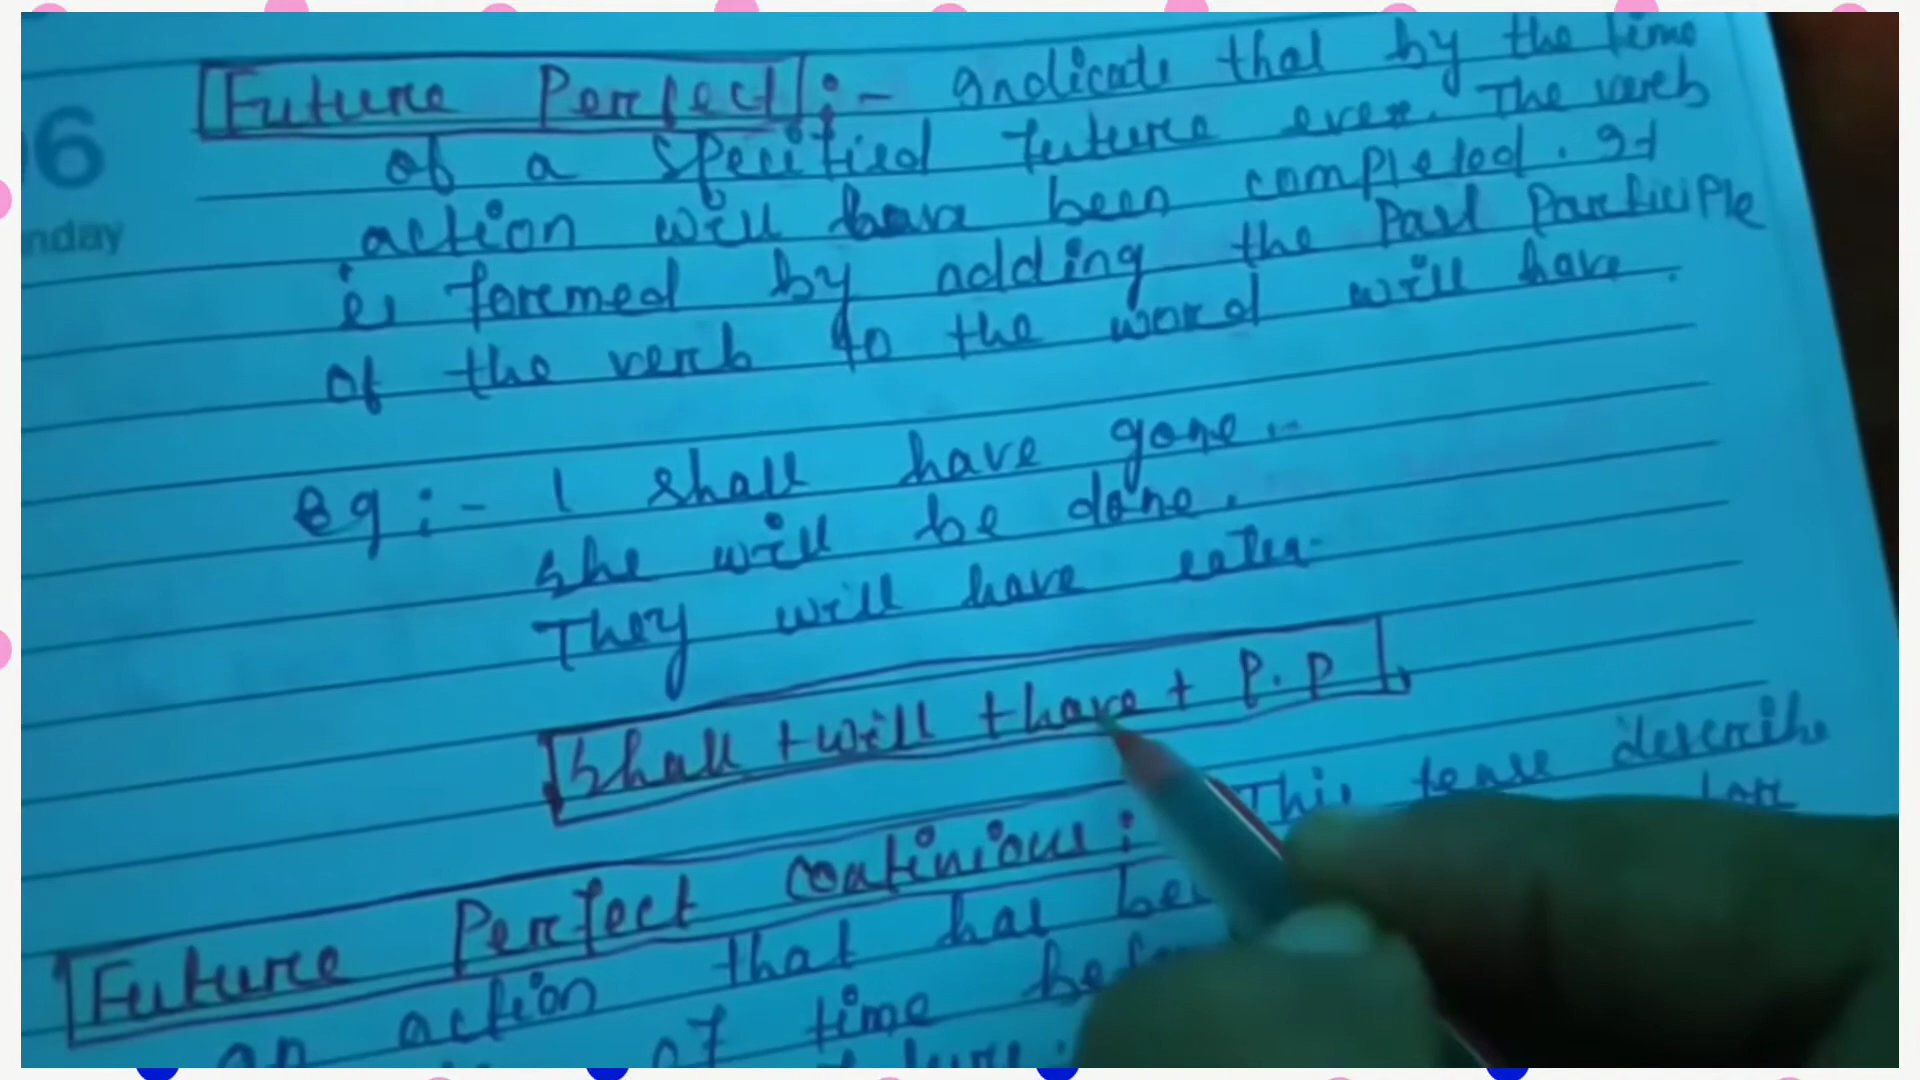 06
nday
Future Perfect :- Indicate that by the time
of a specified future even. The verb
action will have been completed. It
is formed by adding the Past Participle
of the verb to the word will have.
Eg :- I shall have gone.
She will be done.
They will have eaten.
Shall + will + have + P.P
Future Perfect continious : This tense describe
an action that has
of time